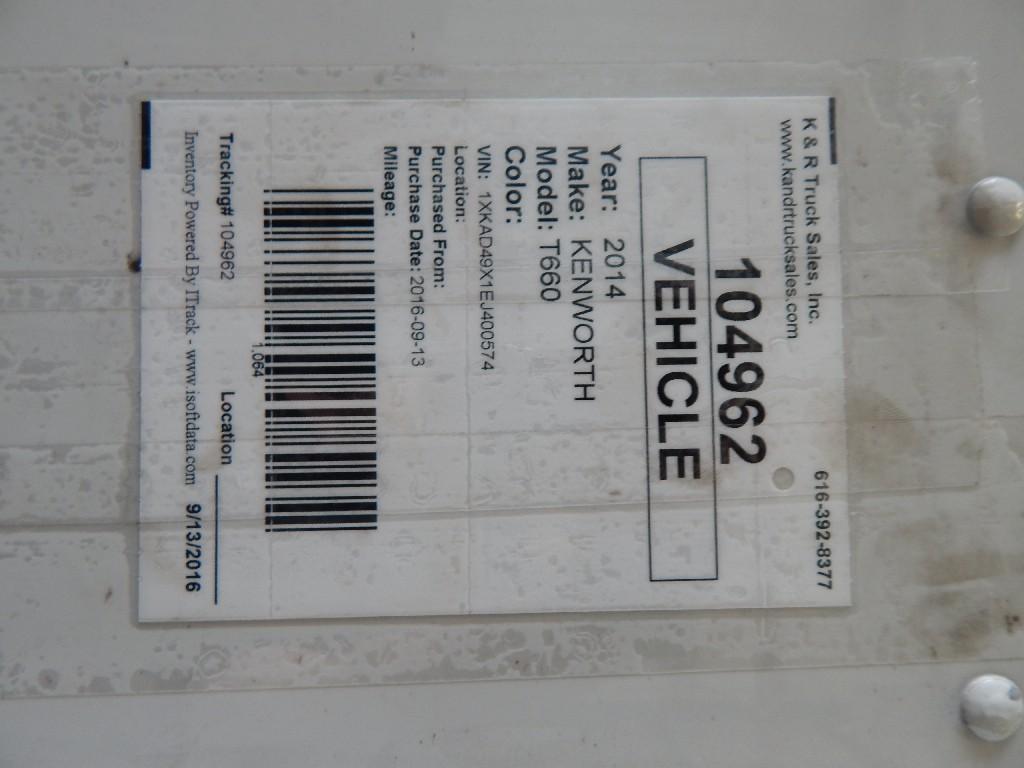 K & R Truck Sales, Inc. 616-392-8377
www.kandrtrucksales.com
104962
VEHICLE
Year: 2014
Make: KENWORTH
Model: T660
Color:
VIN: 1XKAD49X1EJ400574
Location:
Purchased From:
Purchase Date: 2016-09-13
Mileage:
1,064
Tracking# 104962 Location
Inventory Powered By ITrack - www.isoftdata.com 9/13/2016